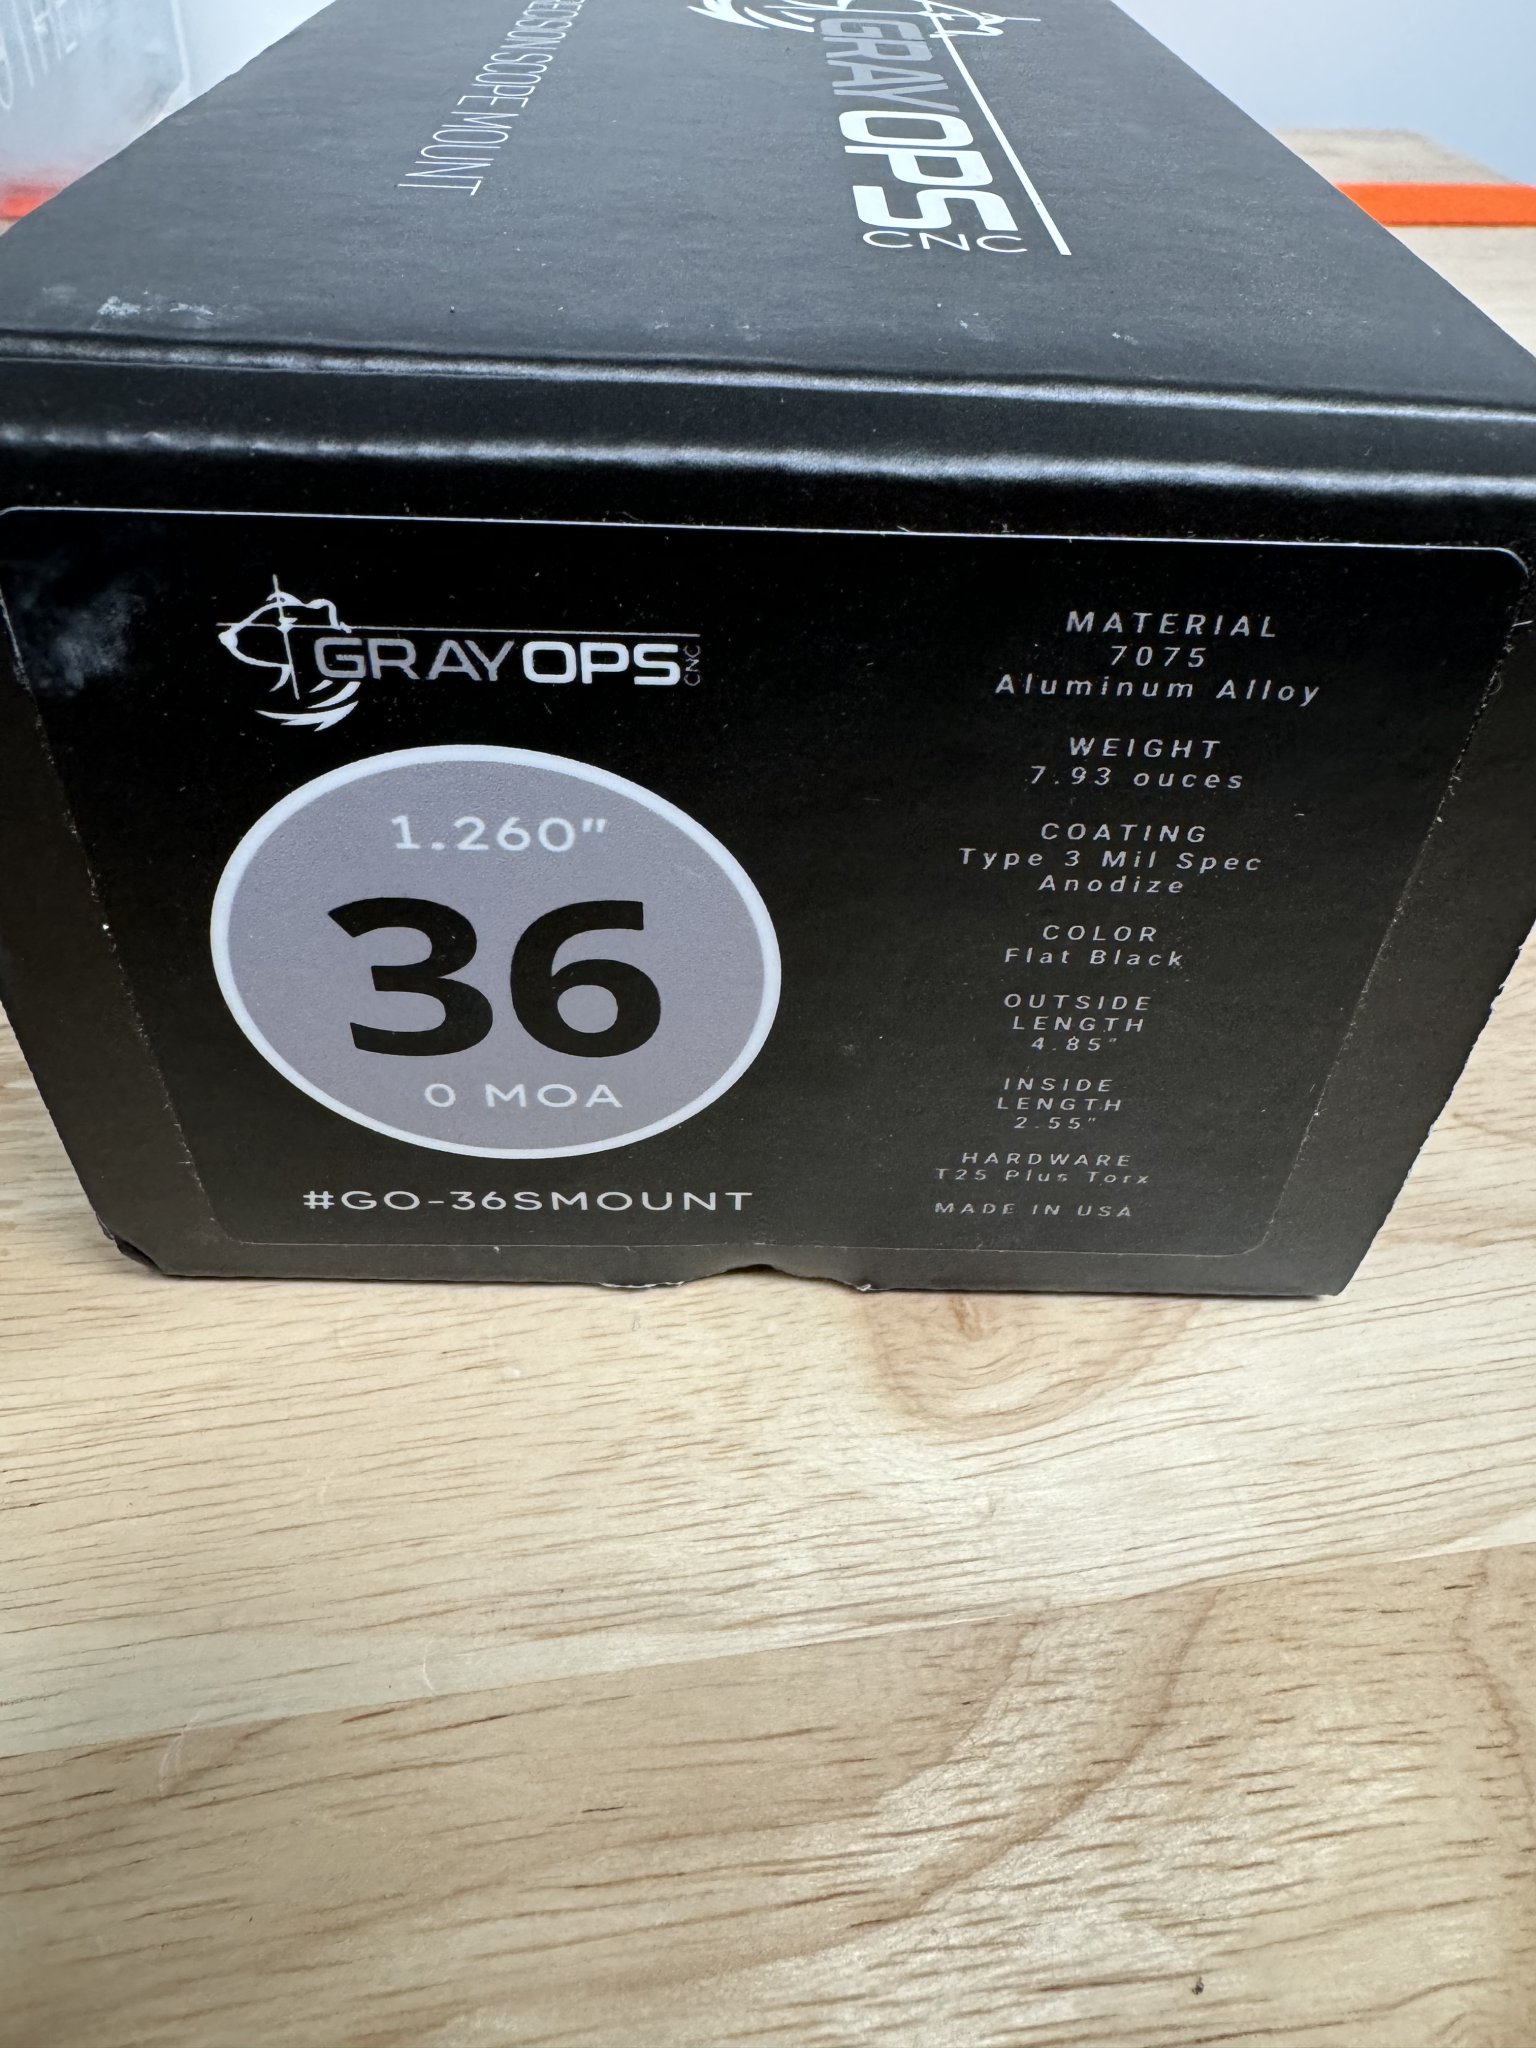 SCOPE MOUNT
GRAYOPS
CNC
GRAYOPS CNC
1.260"
36
0 MOA
#GO-36SMOUNT
MATERIAL
7075
Aluminum Alloy
WEIGHT
7.93 ouces
COATING
Type 3 Mil Spec
Anodize
COLOR
Flat Black
OUTSIDE
LENGTH
4.85"
INSIDE
LENGTH
2.55"
HARDWARE
T25 Plus Torx
MADE IN USA